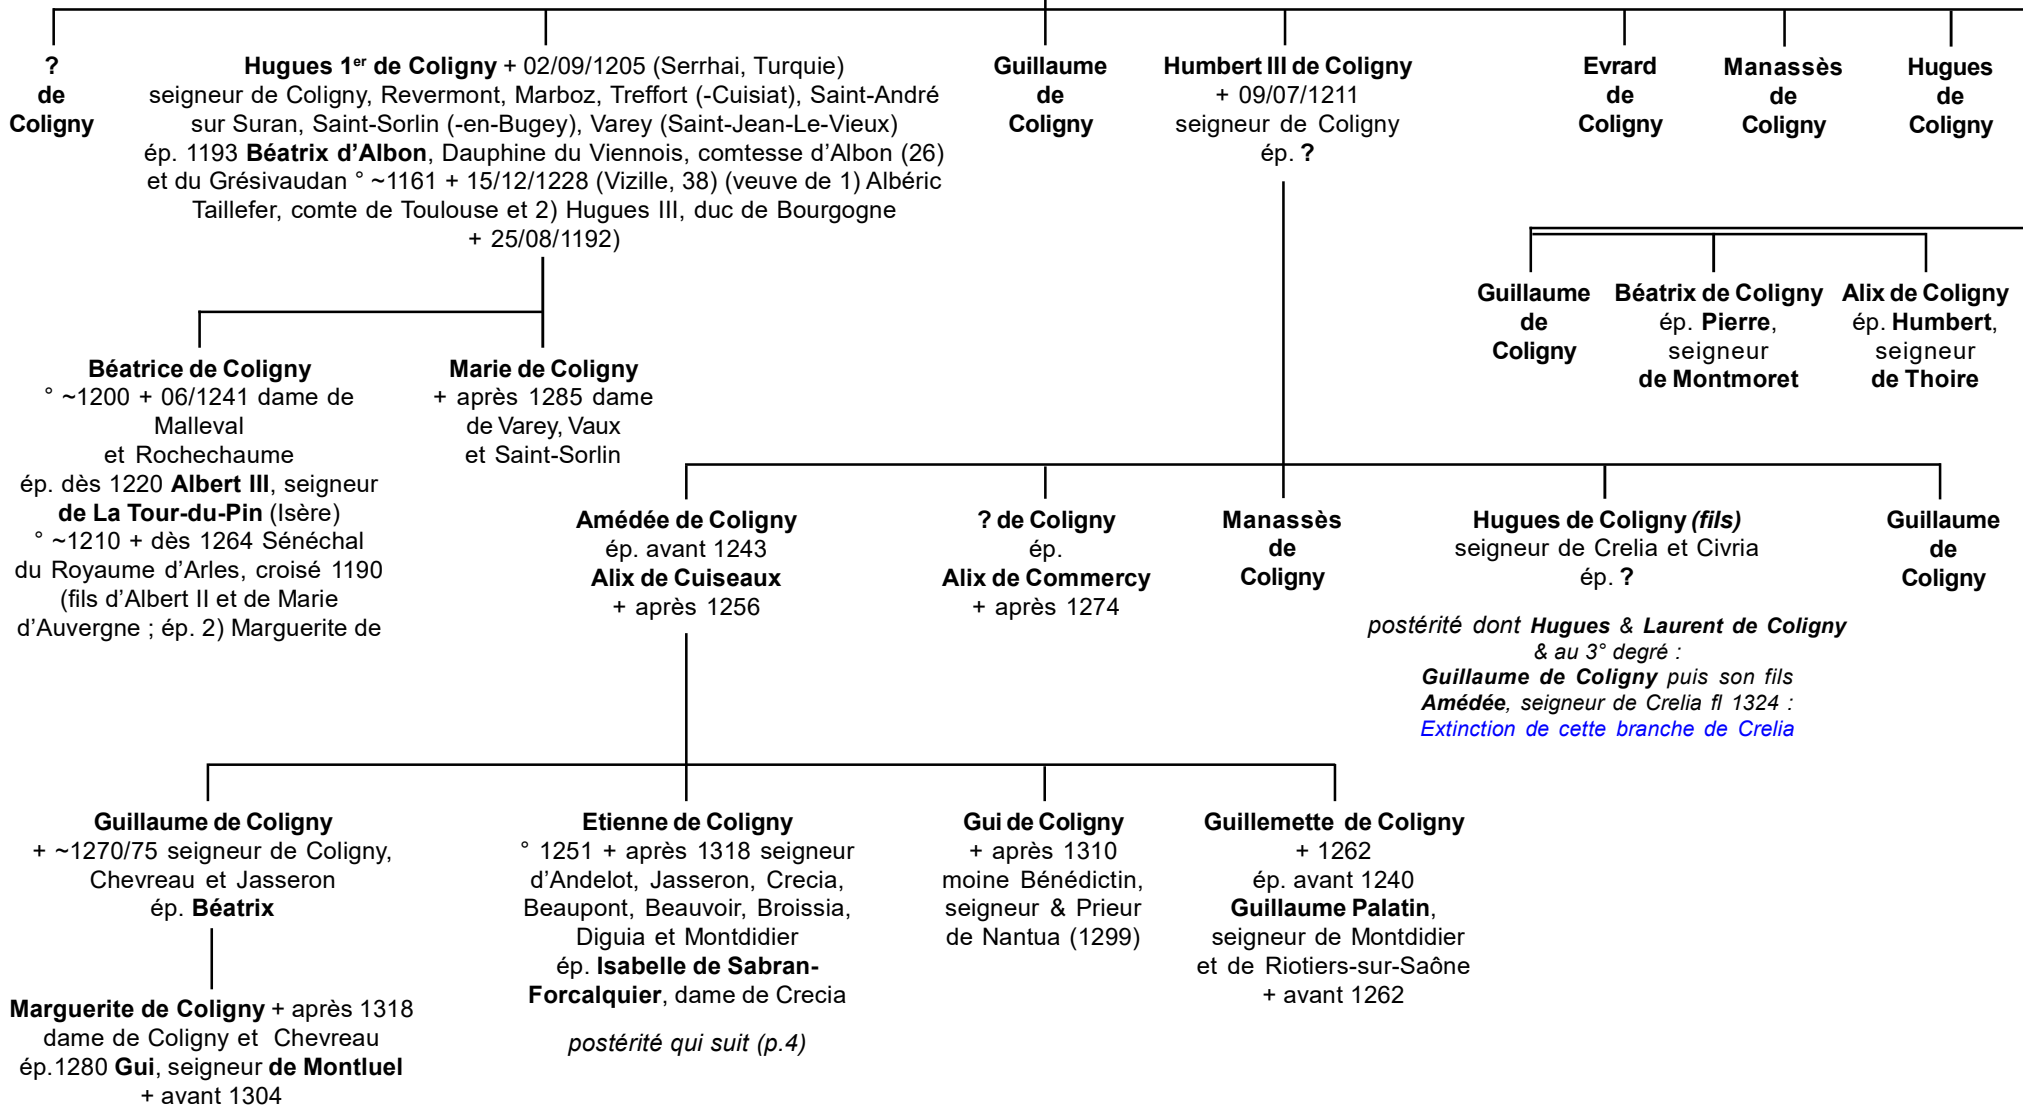 ?
de
Coligny
Hugues 1er de Coligny + 02/09/1205 (Serrhai, Turquie)
seigneur de Coligny, Revermont, Marboz, Treffort (-Cuisiat), Saint-André
sur Suran, Saint-Sorlin (-en-Bugey), Varey (Saint-Jean-Le-Vieux)
ép. 1193 Béatrix d'Albon, Dauphine du Viennois, comtesse d'Albon (26)
et du Grésivaudan ° ~1161 + 15/12/1228 (Vizille, 38) (veuve de 1) Albéric
Taillefer, comte de Toulouse et 2) Hugues III, duc de Bourgogne
+ 25/08/1192)
Guillaume
de
Coligny
Humbert III de Coligny
+ 09/07/1211
seigneur de Coligny
ép. ?
Evrard
de
Coligny
Manassès
de
Coligny
Hugues
de
Coligny
Guillaume
de
Coligny
Béatrix de Coligny
ép. Pierre,
seigneur
de Montmoret
Alix de Coligny
ép. Humbert,
seigneur
de Thoire
Béatrice de Coligny
° ~1200 + 06/1241 dame de
Malleval
et Rochechaume
ép. dès 1220 Albert III, seigneur
de La Tour-du-Pin (Isère)
° ~1210 + dès 1264 Sénéchal
du Royaume d'Arles, croisé 1190
(fils d'Albert II et de Marie
d'Auvergne ; ép. 2) Marguerite de
Marie de Coligny
+ après 1285 dame
de Varey, Vaux
et Saint-Sorlin
Amédée de Coligny
ép. avant 1243
Alix de Cuiseaux
+ après 1256
? de Coligny
ép.
Alix de Commercy
+ après 1274
Manassès
de
Coligny
Hugues de Coligny (fils)
seigneur de Crelia et Civria
ép. ?
postérité dont Hugues & Laurent de Coligny
& au 3° degré :
Guillaume de Coligny puis son fils
Amédée, seigneur de Crelia fl 1324 :
Extinction de cette branche de Crelia
Guillaume
de
Coligny
Guillaume de Coligny
+ ~1270/75 seigneur de Coligny,
Chevreau et Jasseron
ép. Béatrix
Etienne de Coligny
° 1251 + après 1318 seigneur
d'Andelot, Jasseron, Crecia,
Beaupont, Beauvoir, Broissia,
Diguia et Montdidier
ép. Isabelle de Sabran-
Forcalquier, dame de Crecia
postérité qui suit (p.4)
Gui de Coligny
+ après 1310
moine Bénédictin,
seigneur & Prieur
de Nantua (1299)
Guillemette de Coligny
+ 1262
ép. avant 1240
Guillaume Palatin,
seigneur de Montdidier
et de Riotiers-sur-Saône
+ avant 1262
Marguerite de Coligny + après 1318
dame de Coligny et Chevreau
ép.1280 Gui, seigneur de Montluel
+ avant 1304